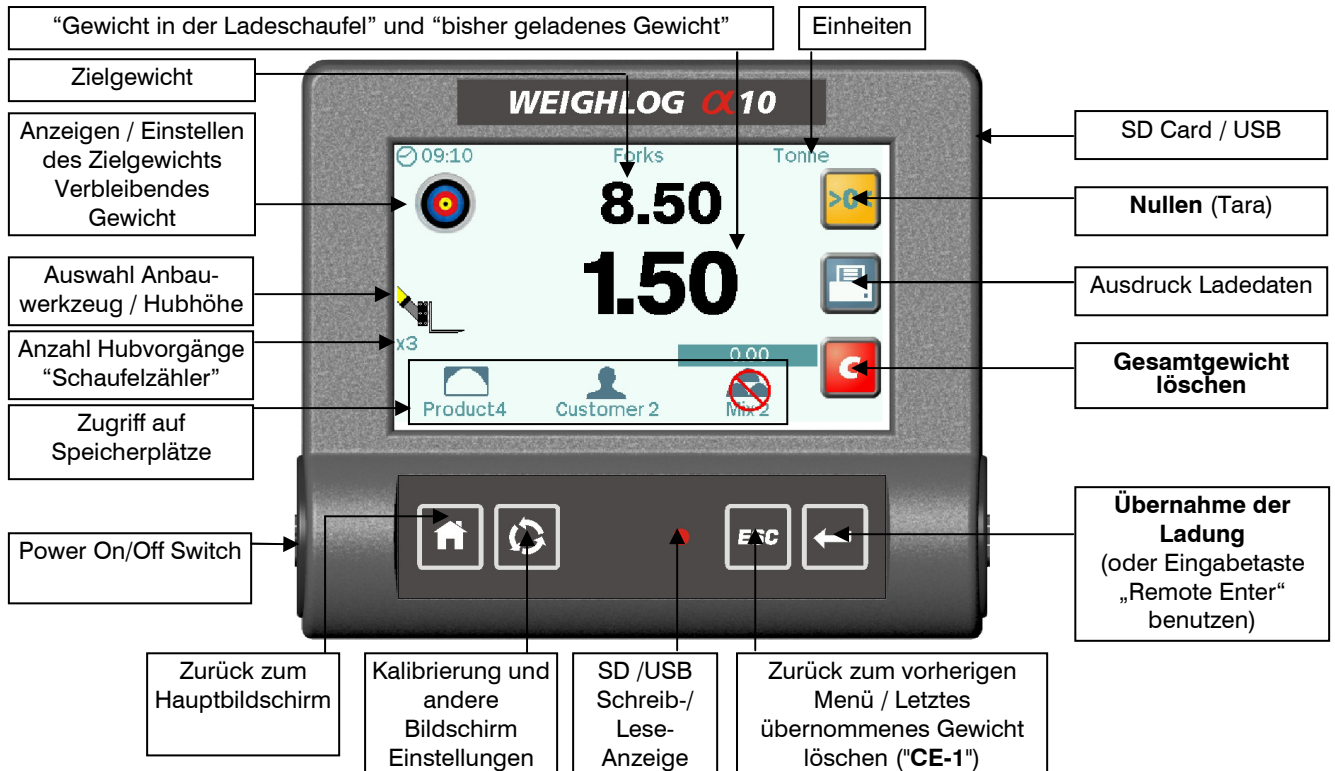 “Gewicht in der Ladeschaufel” und “bisher geladenes Gewicht”
Einheiten
Zielgewicht
Anzeigen / Einstellen
des Zielgewichts
Verbleibendes
Gewicht
Auswahl Anbau-
werkzeug / Hubhöhe
Anzahl Hubvorgänge
“Schaufelzähler”
Zugriff auf
Speicherplätze
Power On/Off Switch
WEIGHLOG α10
09:10
Forks
Tonne
8.50
>0<
1.50
x3
0.00
C
Product4
Customer 2
Mix 2
ESC
SD Card / USB
Nullen (Tara)
Ausdruck Ladedaten
Gesamtgewicht
löschen
Übernahme der
Ladung
(oder Eingabetaste
„Remote Enter“
benutzen)
Zurück zum
Hauptbildschirm
Kalibrierung und
andere
Bildschirm
Einstellungen
SD /USB
Schreib-/
Lese-
Anzeige
Zurück zum vorherigen
Menü / Letztes
übernommenes Gewicht
löschen ("CE-1")